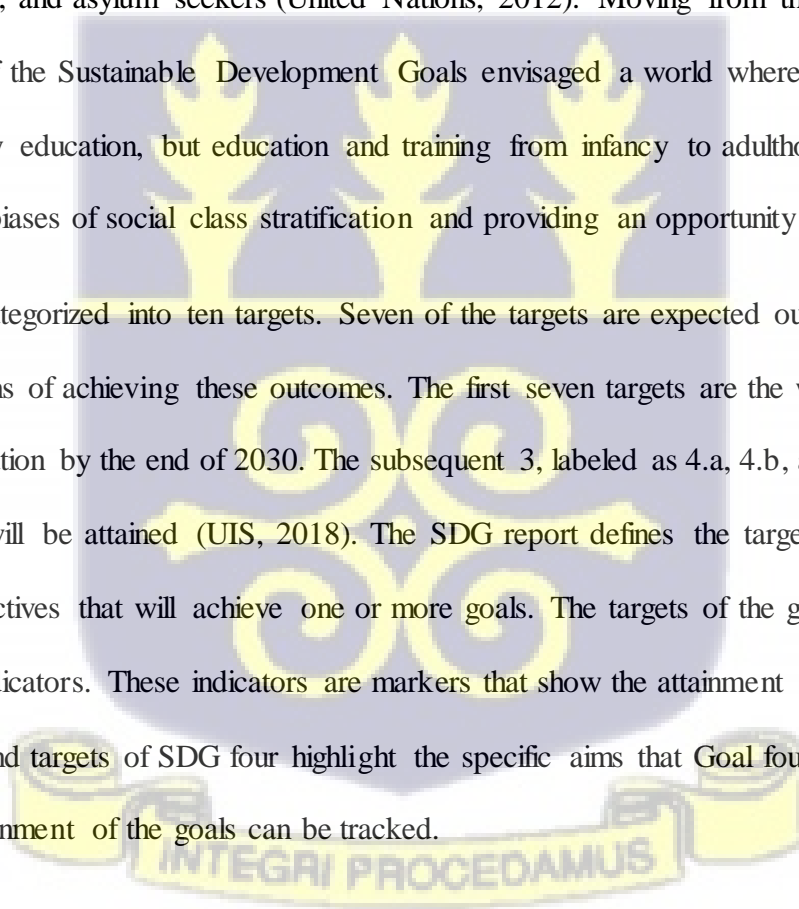 , and asylum seekers (United Nations, 2012). Moving from th
f the Sustainable Development Goals envisaged a world where
y education, but education and training from infancy to adultho
biases of social class stratification and providing an opportunity
tegorized into ten targets. Seven of the targets are expected ou
ns of achieving these outcomes. The first seven targets are the
tion by the end of 2030. The subsequent 3, labeled as 4.a, 4.b,
will be attained (UIS, 2018). The SDG report defines the targe
ctives that will achieve one or more goals. The targets of the g
dicators. These indicators are markers that show the attainment
nd targets of SDG four highlight the specific aims that Goal fou
nment of the goals can be tracked.
INTEGRI PROCEDAMUS